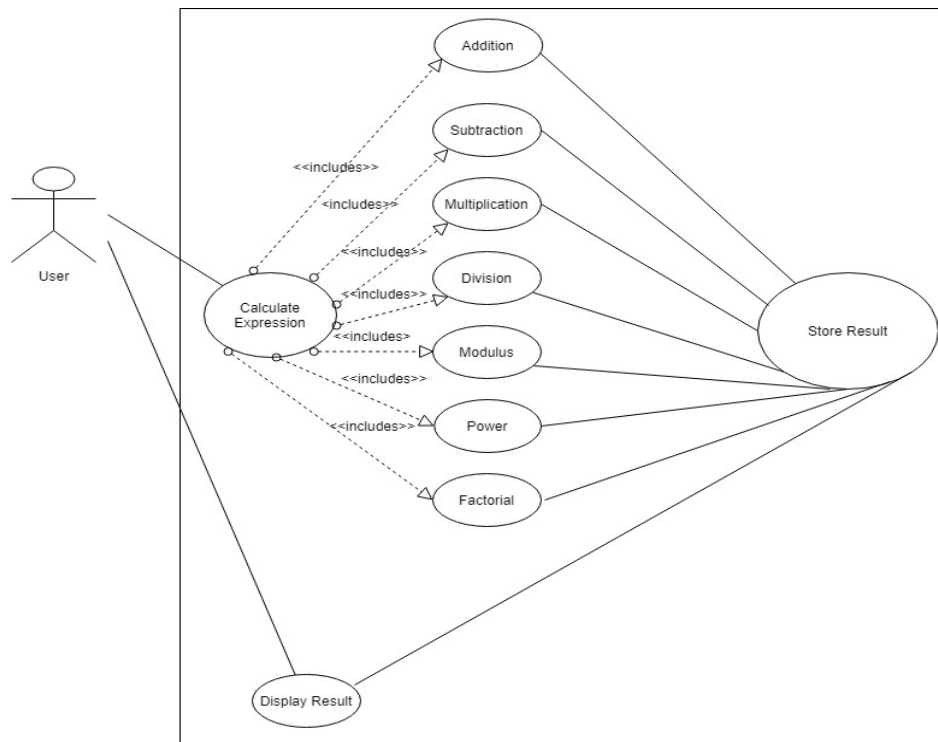 Addition
Subtraction
<<includes>>
<includes>>
Multiplication
User
<<includes>>
Division
<<includes>>
Calculate
Expression
Store Result
<includes>
Modulus
<<includes>>
Power
<<includes>>
Factorial
Display Result